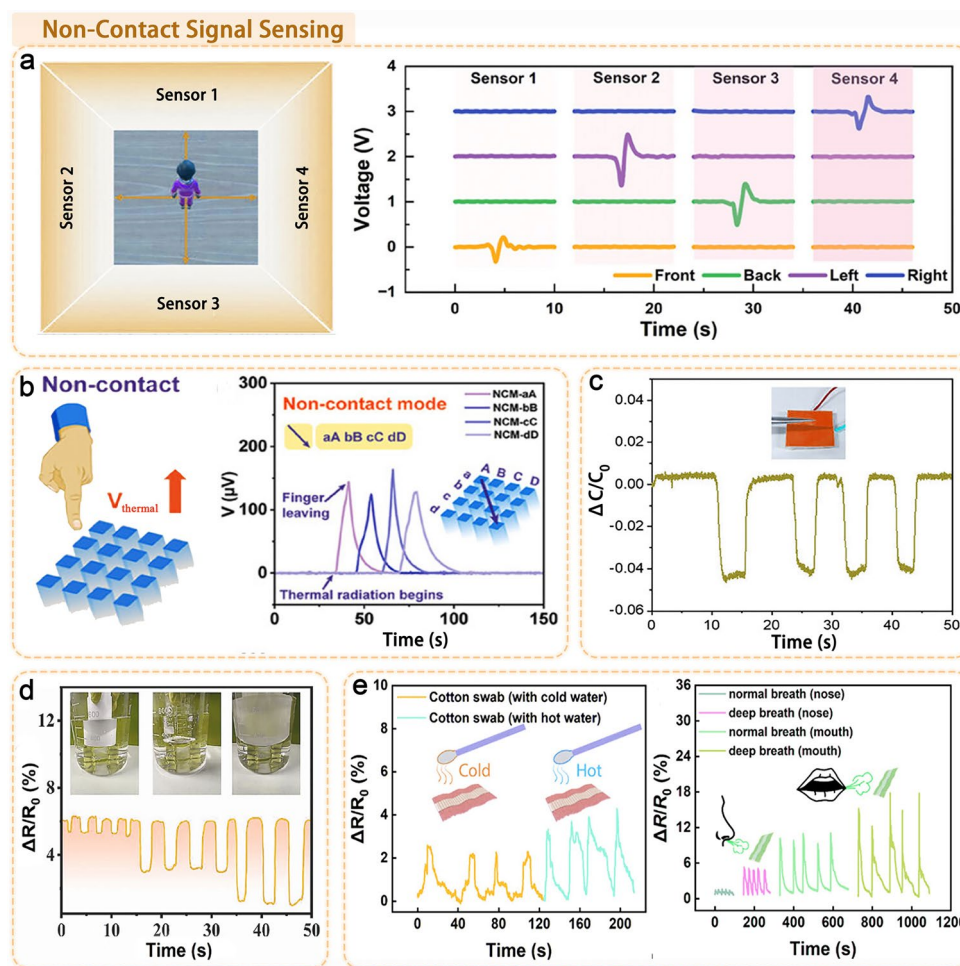 Non-Contact Signal Sensing
a
Sensor 1
Sensor 2
Sensor 4
Sensor 3
Voltage (V)
4
3
2
1
0
−1
Sensor 1 Sensor 2 Sensor 3 Sensor 4
Front Back Left Right
0 10 20 30 40 50
Time (s)
b
Non-contact
V thermal
V (μV)
300
200
100
0
Non-contact mode
aA bB cC dD
NCM-aA
NCM-bB
NCM-cC
NCM-dD
Finger
leaving
A B C D
a b c d
Thermal radiation begins
0 50 100 150
Time (s)
c
ΔC/C0
0.04
0.02
0.00
-0.02
-0.04
-0.06
0 10 20 30 40 50
Time (s)
d
ΔR/R0 (%)
12
9
6
0 10 20 30 40 50
Time (s)
e
ΔR/R0 (%)
10
8
6
4
2
0
Cotton swab (with cold water)
Cotton swab (with hot water)
Cold
Hot
0 40 80 120 160 200
Time (s)
ΔR/R0 (%)
36
30
24
18
12
6
0
normal breath (nose)
deep breath (nose)
normal breath (mouth)
deep breath (mouth)
0 200 400 600 800 1000
Time (s)